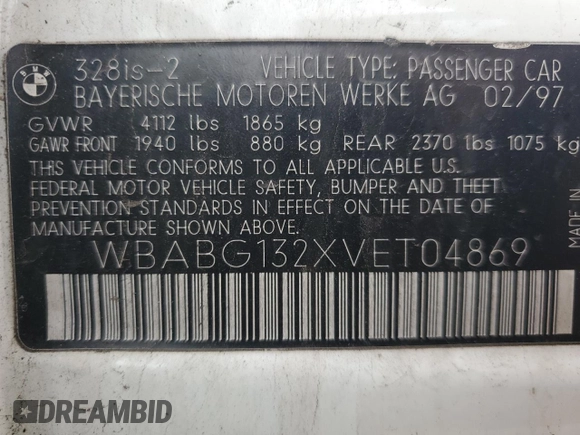 BMW
328is-2 VEHICLE TYPE: PASSENGER CAR
BAYERISCHE MOTOREN WERKE AG 02/97
GVWR 4112 lbs 1865 kg
GAWR FRONT 1940 lbs 880 kg REAR 2370 lbs 1075 kg
THIS VEHICLE CONFORMS TO ALL APPLICABLE U.S.
FEDERAL MOTOR VEHICLE SAFETY, BUMPER AND THEFT
PREVENTION STANDARDS IN EFFECT ON THE DATE OF
MANUFACTURE SHOWN ABOVE.
MADE IN
WBABG132XVET04869
DREAMBID